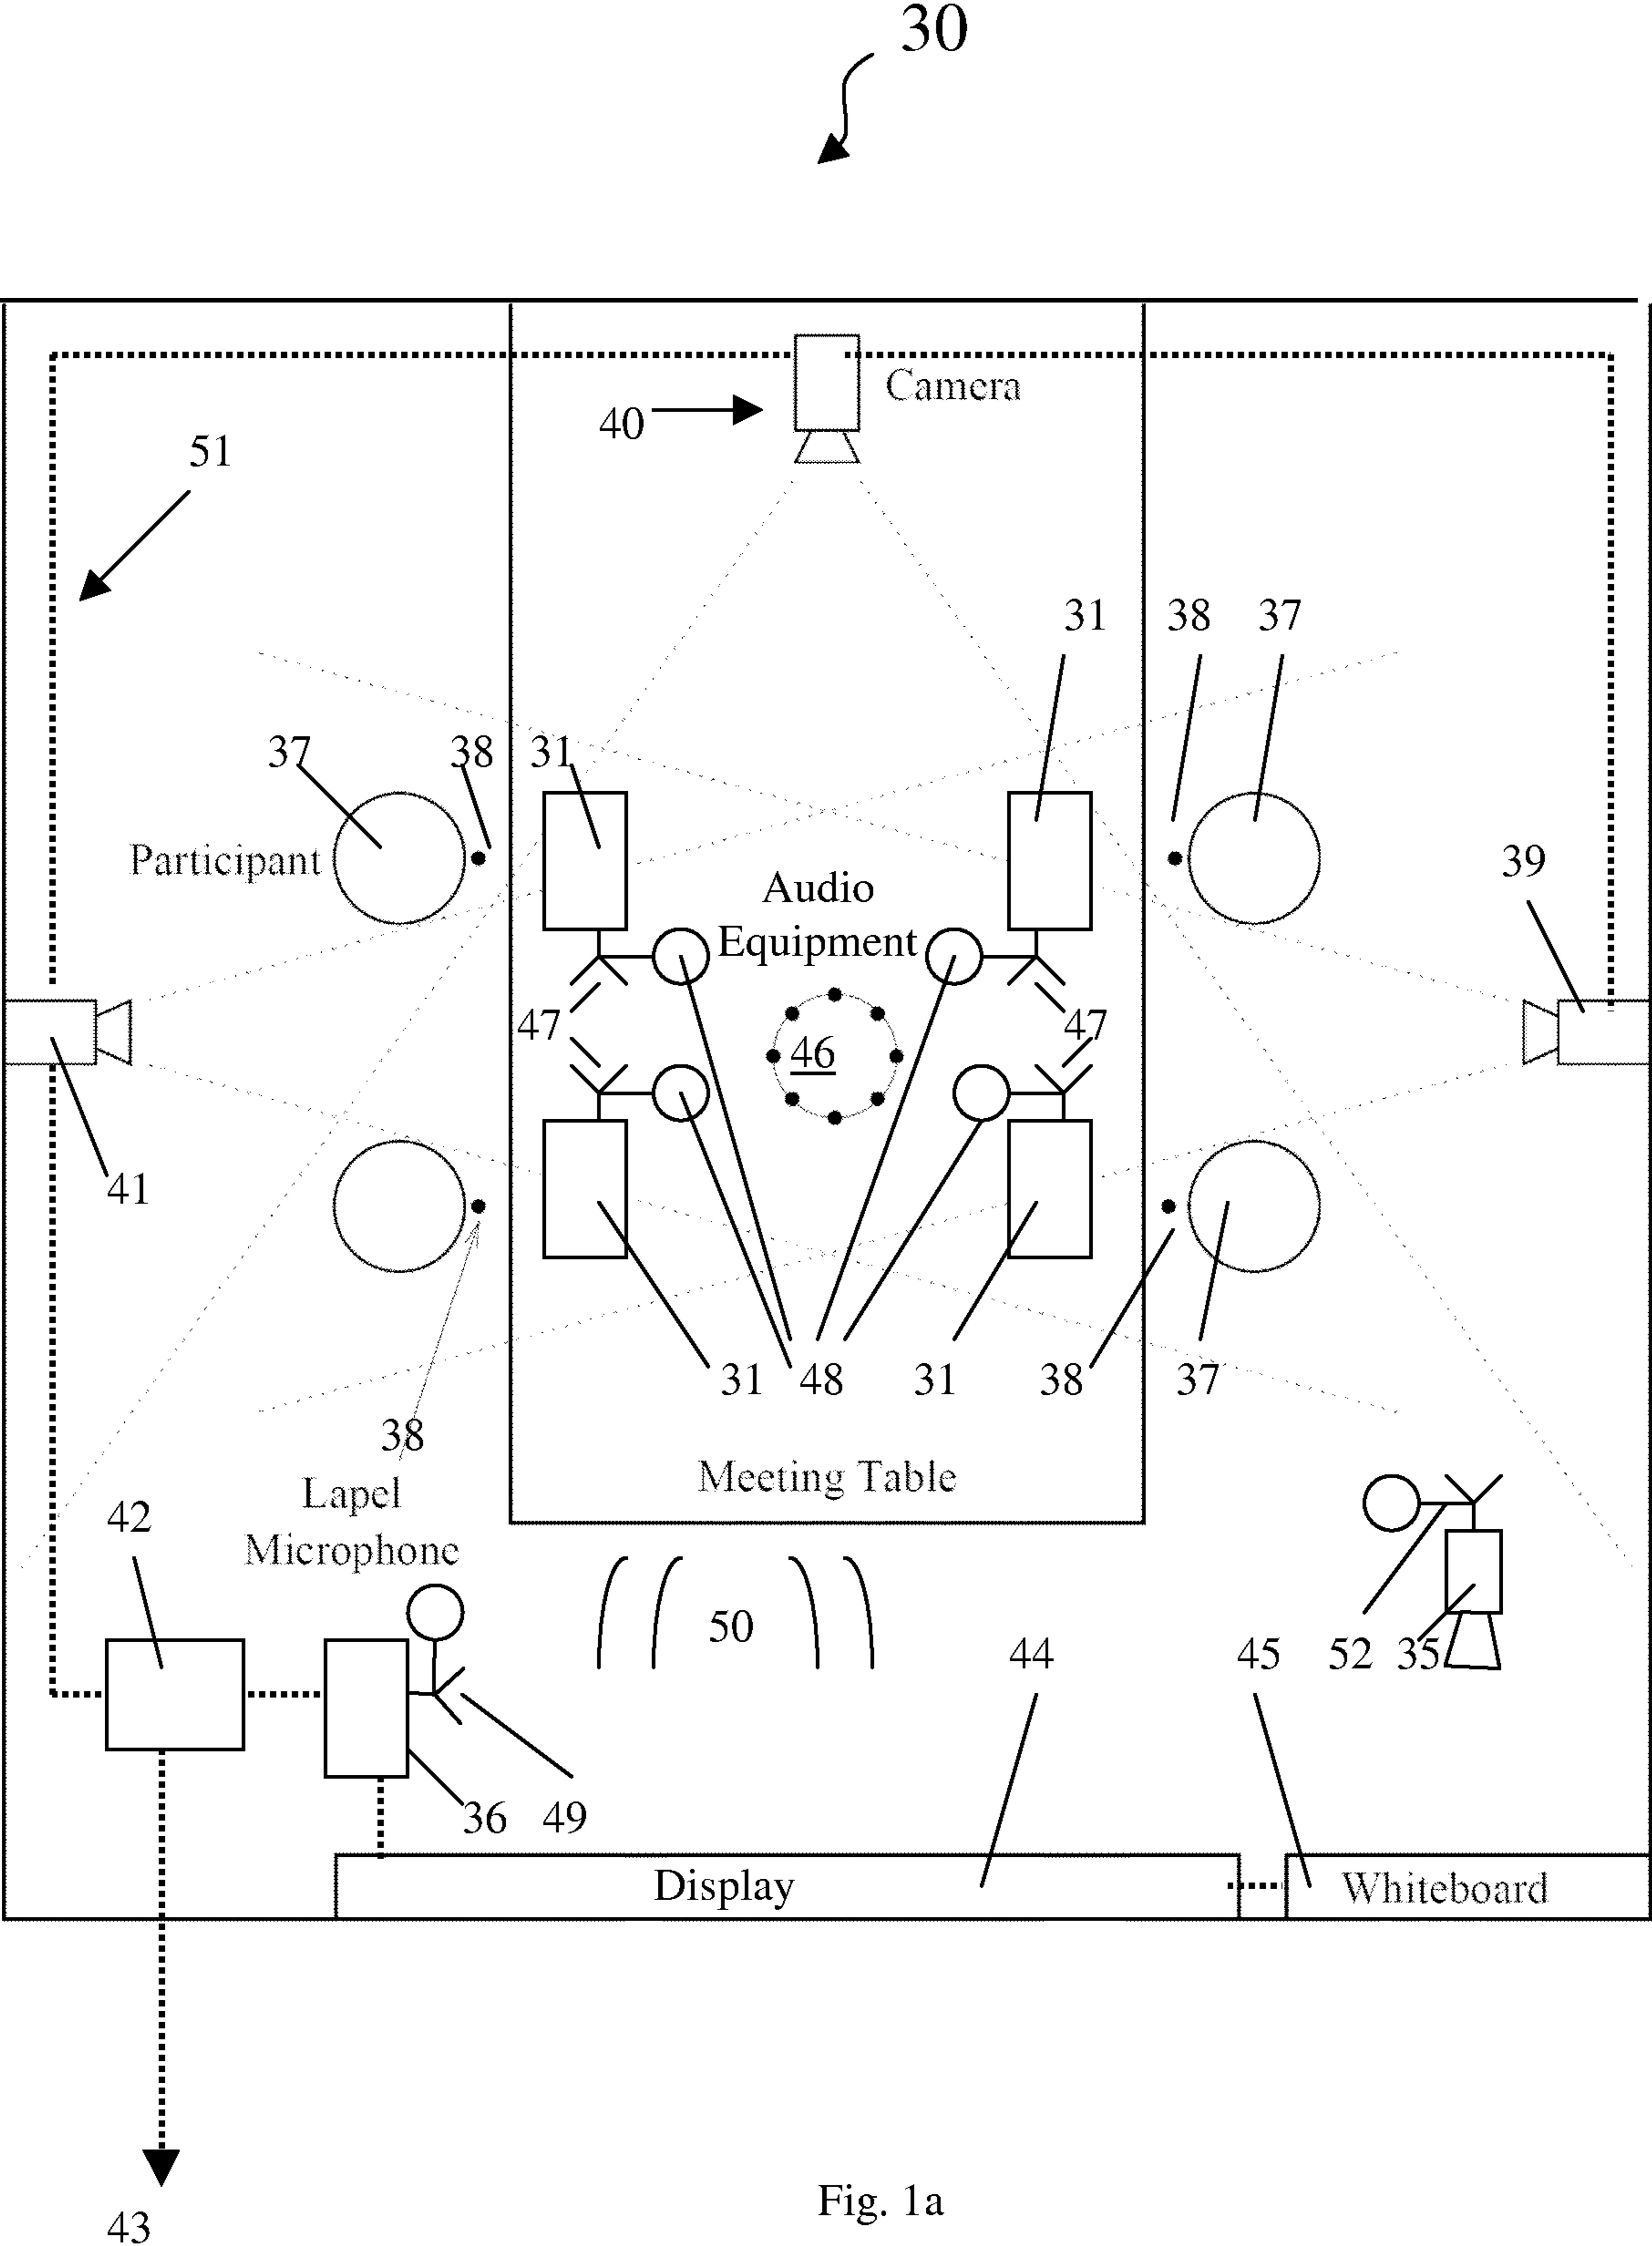 30
Camera
40
51
31 38 37
37 38 31
Participant
39
Audio
Equipment
47 46 47
41
31 48 31 38 37
38
Meeting Table
Lapel
Microphone
42
50
44 45 52 35
36 49
Display
Whiteboard
43
Fig. 1a